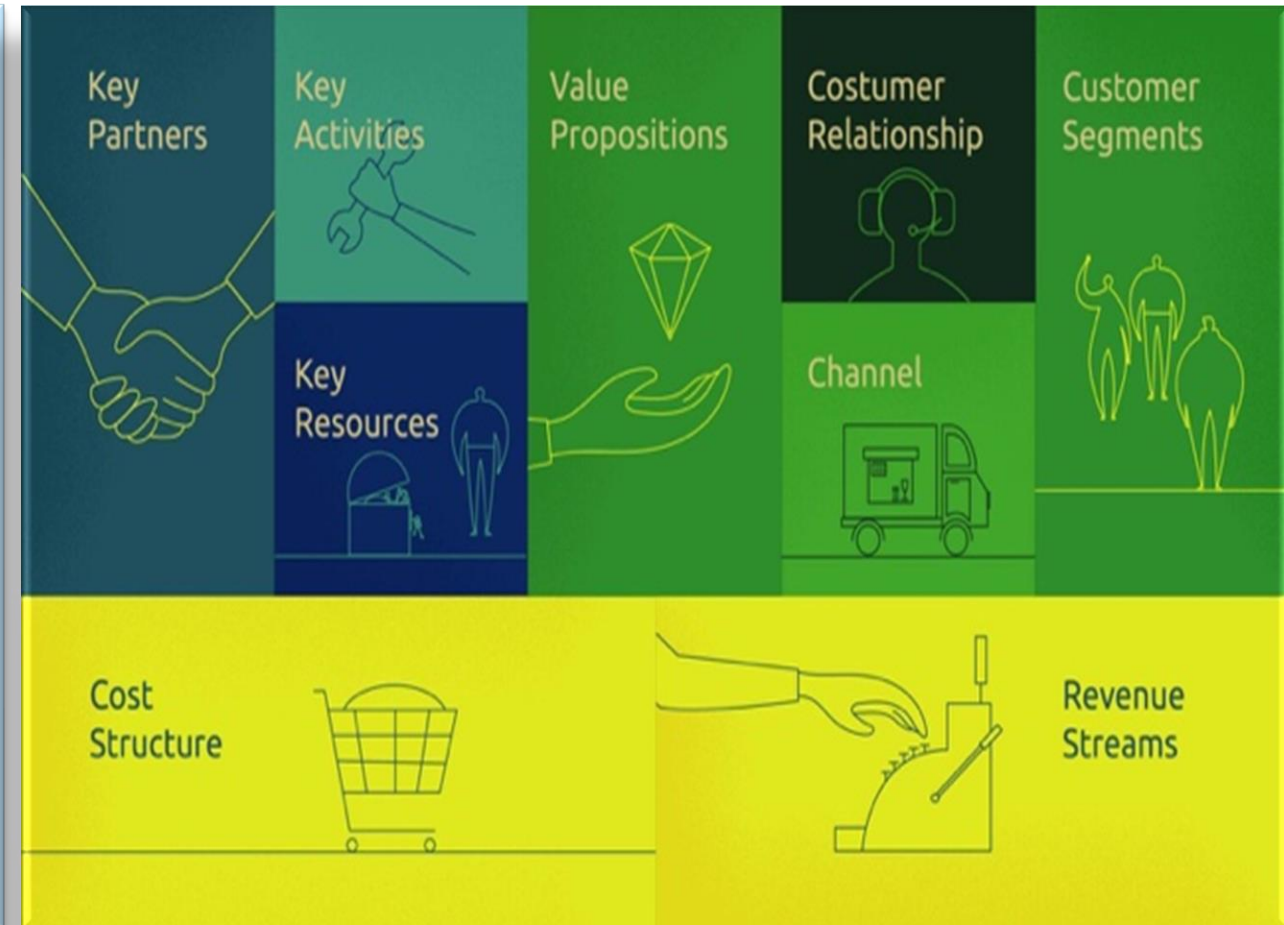 Key
Partners
Key
Activities
Key
Resources
Value
Propositions
Costumer
Relationship
Channel
Customer
Segments
Cost
Structure
Revenue
Streams